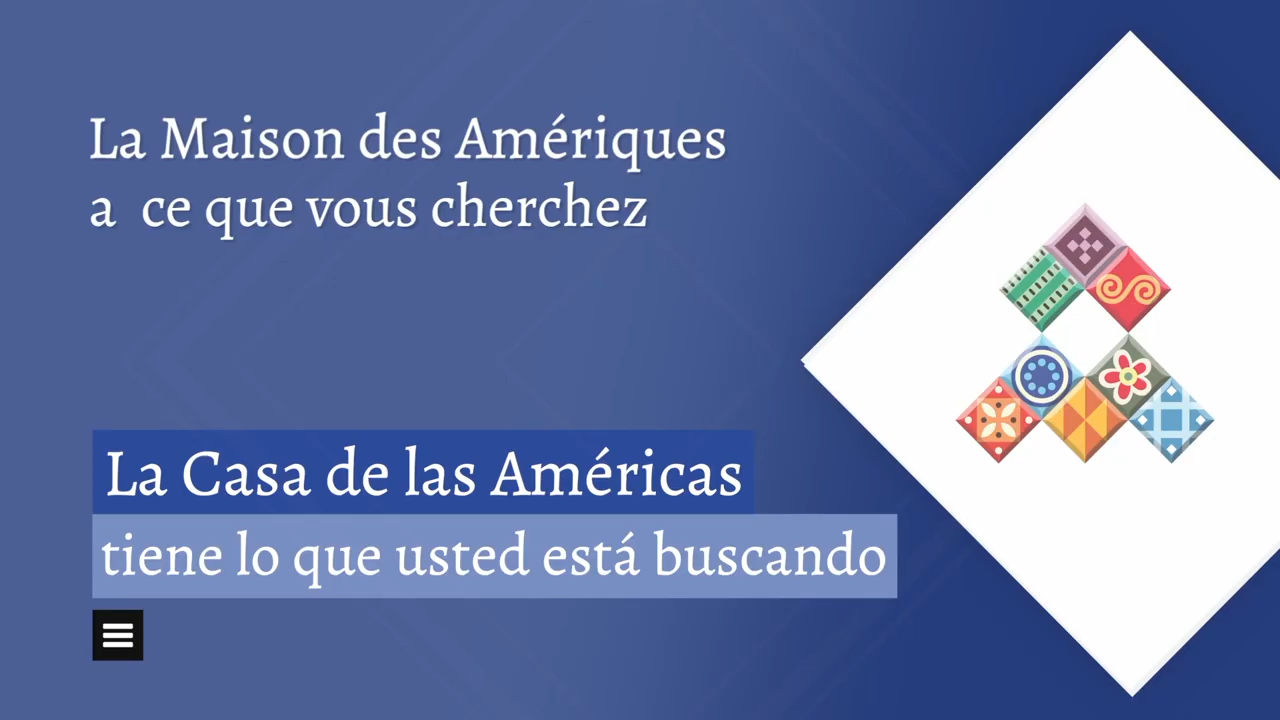 La Maison des Amériques
a ce que vous cherchez
La Casa de las Américas
tiene lo que usted está buscando